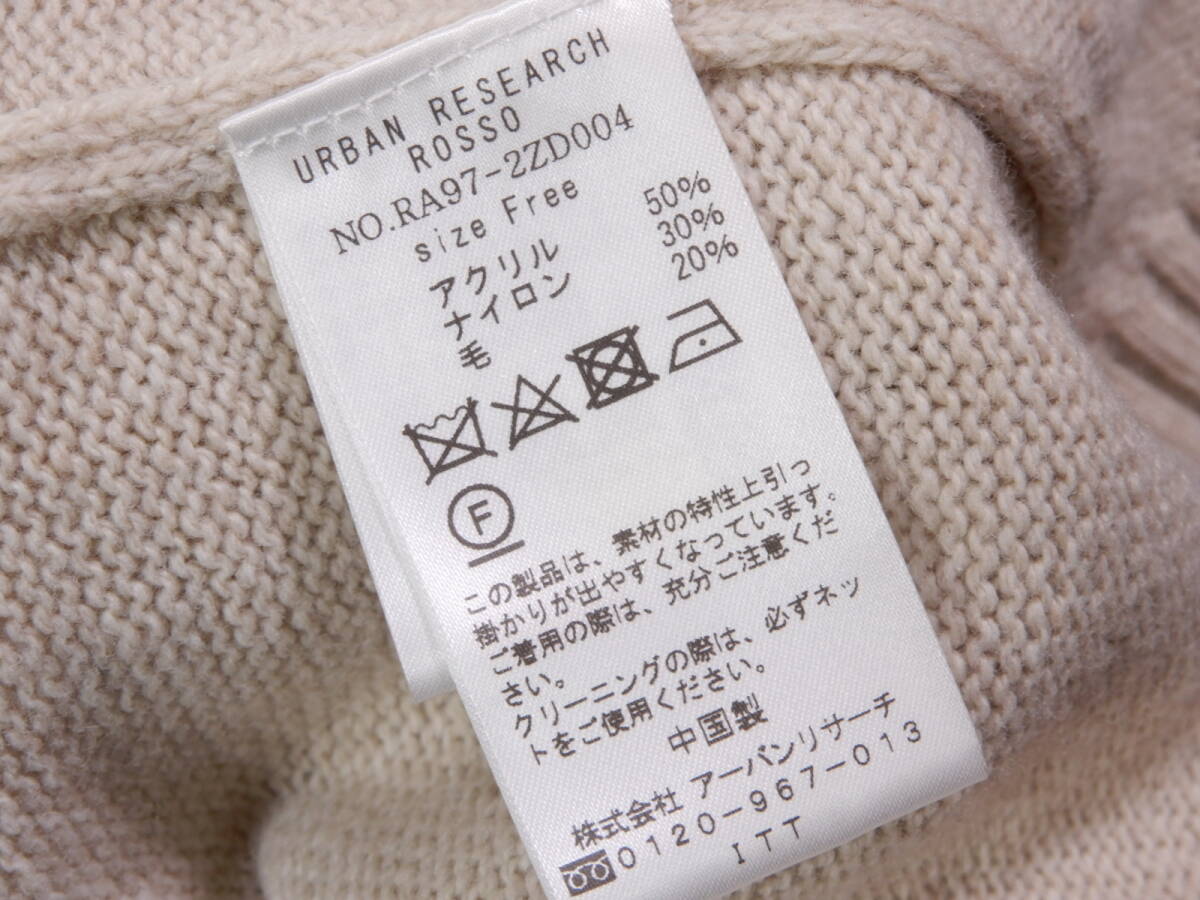 URBAN RESEARCH
ROSSO
NO.RA97-2ZD004
size Free
アクリル 50%
ナイロン 30%
毛 20%
F
この製品は、素材の特性上引っ
掛かりが出やすくなっています。
ご着用の際は、充分ご注意くだ
さい。
クリーニングの際は、必ずネッ
トをご使用ください。
中国製
株式会社 アーバンリサーチ
0120-967-013
ITT